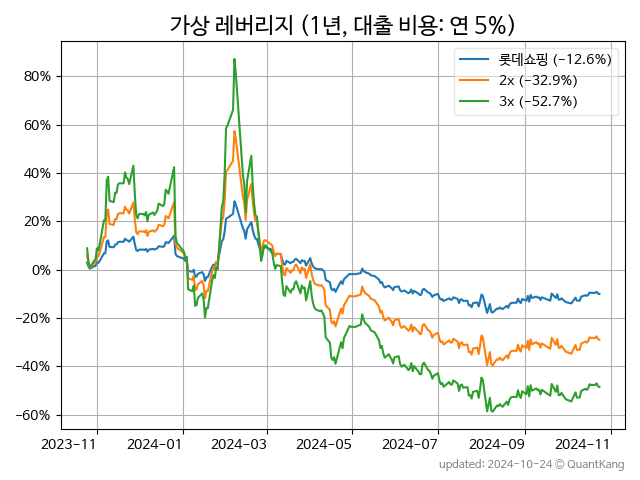 가상 레버리지 (1년, 대출 비용: 연 5%)
롯데쇼핑 (-12.6%)
2x (-32.9%)
3x (-52.7%)
80%
60%
40%
20%
0%
-20%
-40%
-60%
2023-11 2024-01 2024-03 2024-05 2024-07 2024-09 2024-11
updated: 2024-10-24 © QuantKang